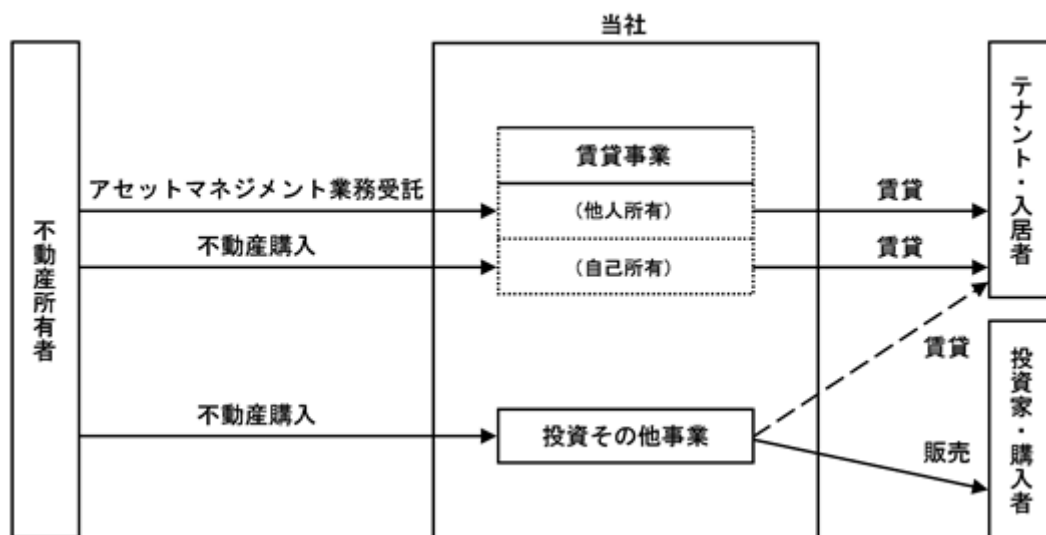 当社
不動産所有者
アセットマネジメント業務受託
不動産購入
不動産購入
賃貸事業
（他人所有）
（自己所有）
投資その他事業
賃貸
賃貸
賃貸
販売
テナント・入居者
投資家・購入者